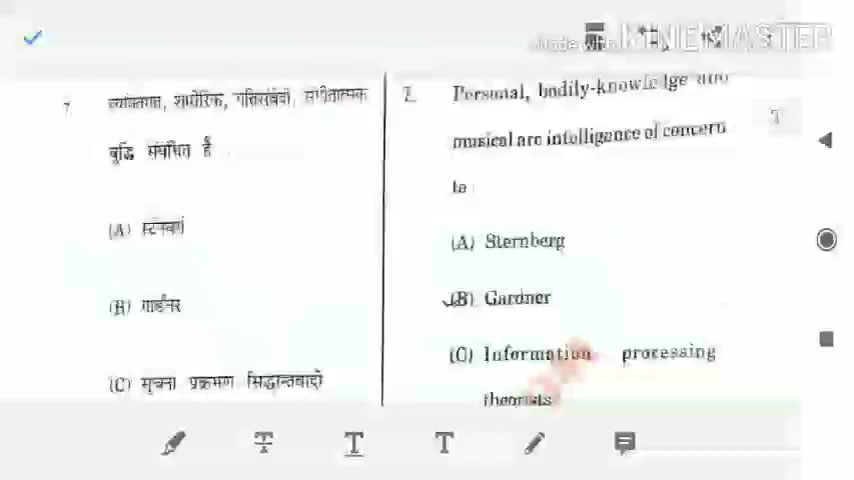 Made with KINEMASTER
7. व्यक्तिगत, शारीरिक, गतिसंवेदी, संगीतात्मक
बुद्धि संबंधित है
(A) स्टेनबर्ग
(B) गार्डनर
(C) सूचना प्रक्रमण सिद्धान्तवादी
7. Personal, bodily-knowledge and
musical are intelligence of concern
to
(A) Sternberg
(B) Gardner
(C) Information processing
theorists